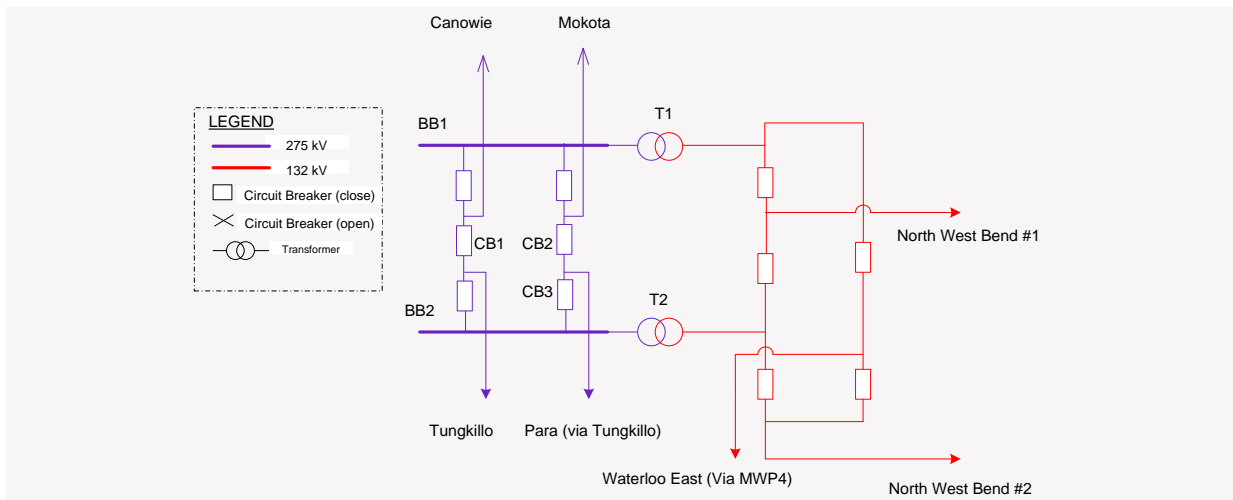 Canowie
Mokota
LEGEND
275 kV
132 kV
Circuit Breaker (close)
Circuit Breaker (open)
Transformer
BB1
T1
CB1
CB2
North West Bend #1
CB3
BB2
T2
Tungkillo
Para (via Tungkillo)
Waterloo East (Via MWP4)
North West Bend #2